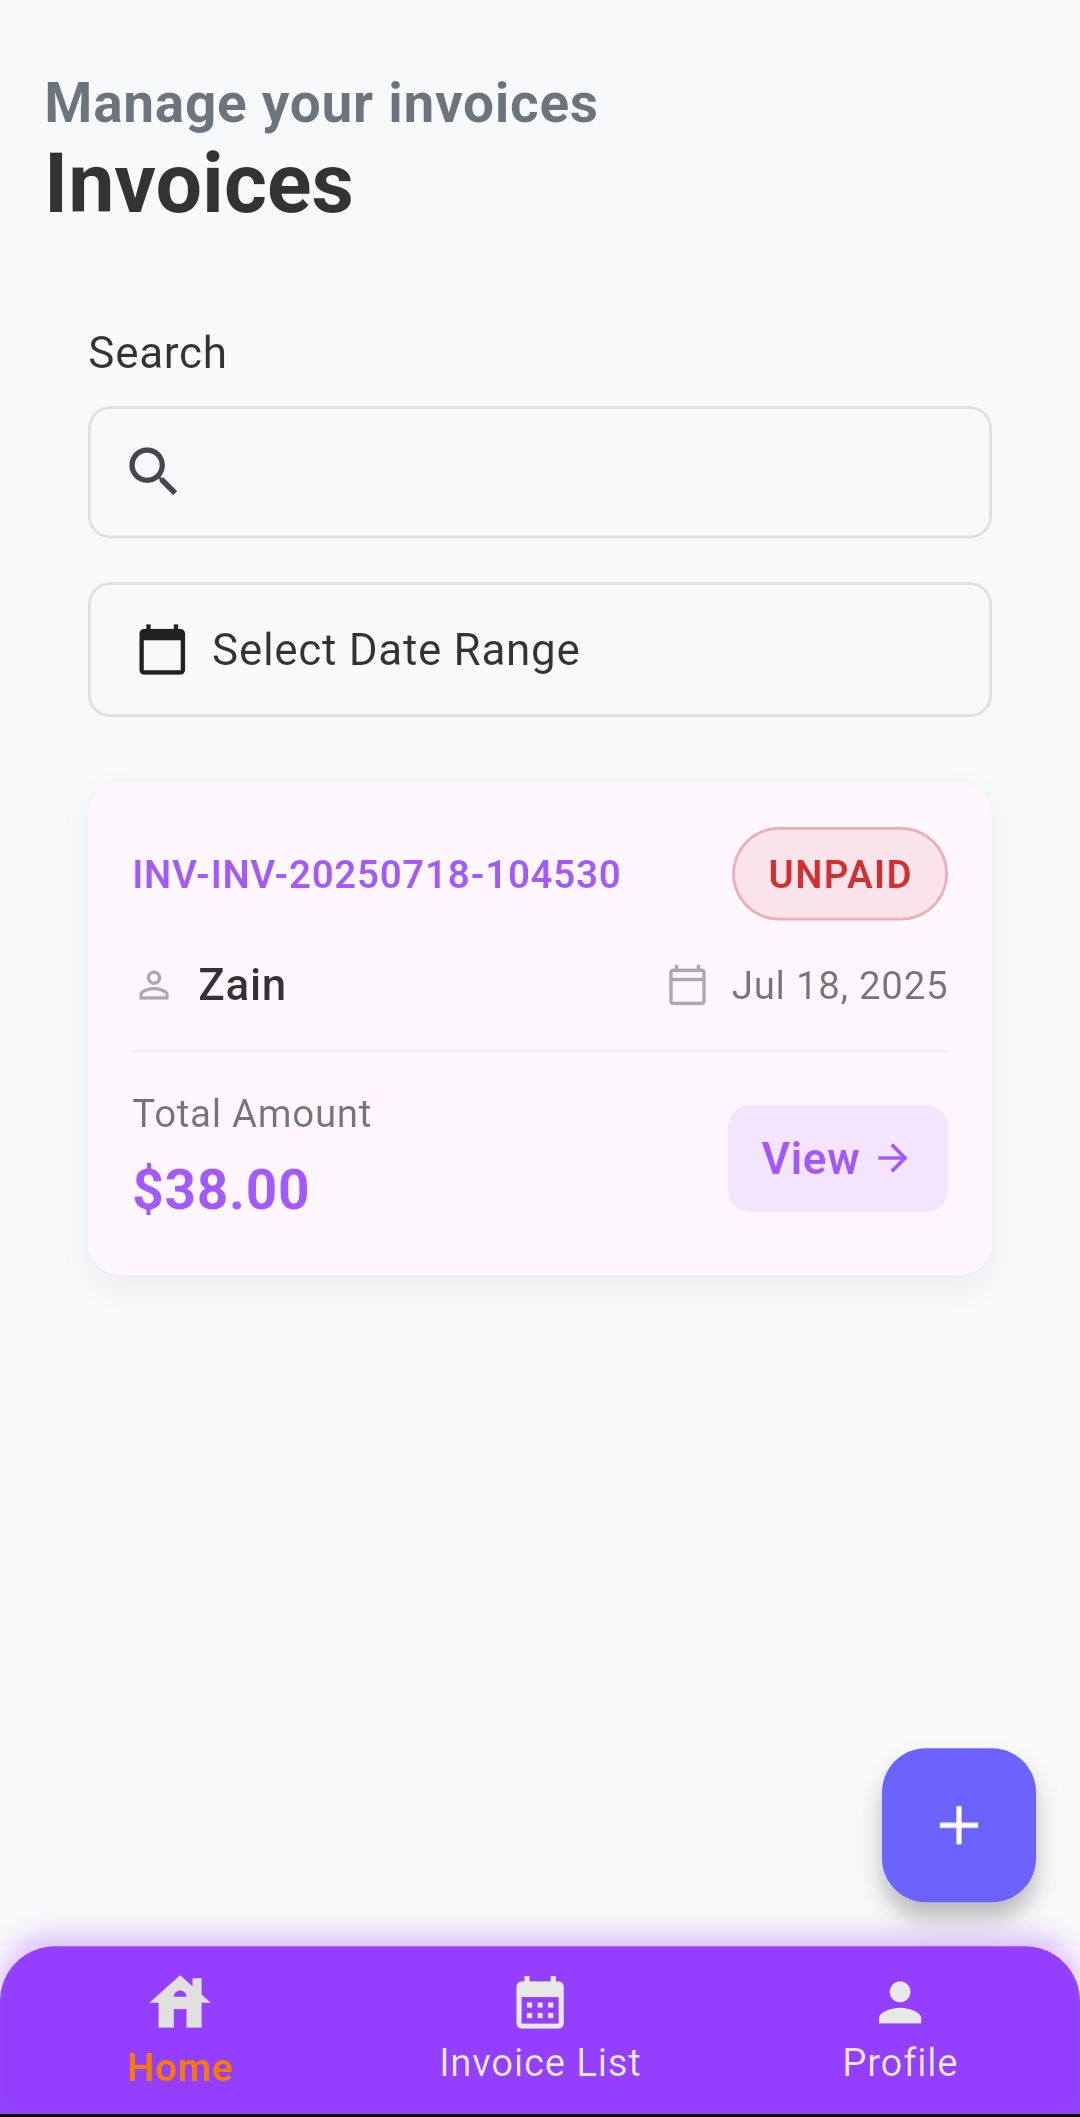 Manage your invoices
Invoices
Search
Select Date Range
INV-INV-20250718-104530
UNPAID
Zain
Jul 18, 2025
Total Amount
$38.00
View
Home
Invoice List
Profile